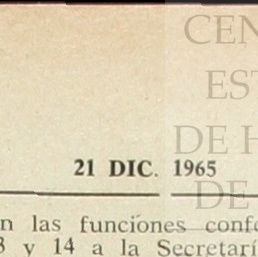 CEN
EST
DE H
21 DIC. 1965
DE
n las funciones confo
3 y 14 a la Secretarí